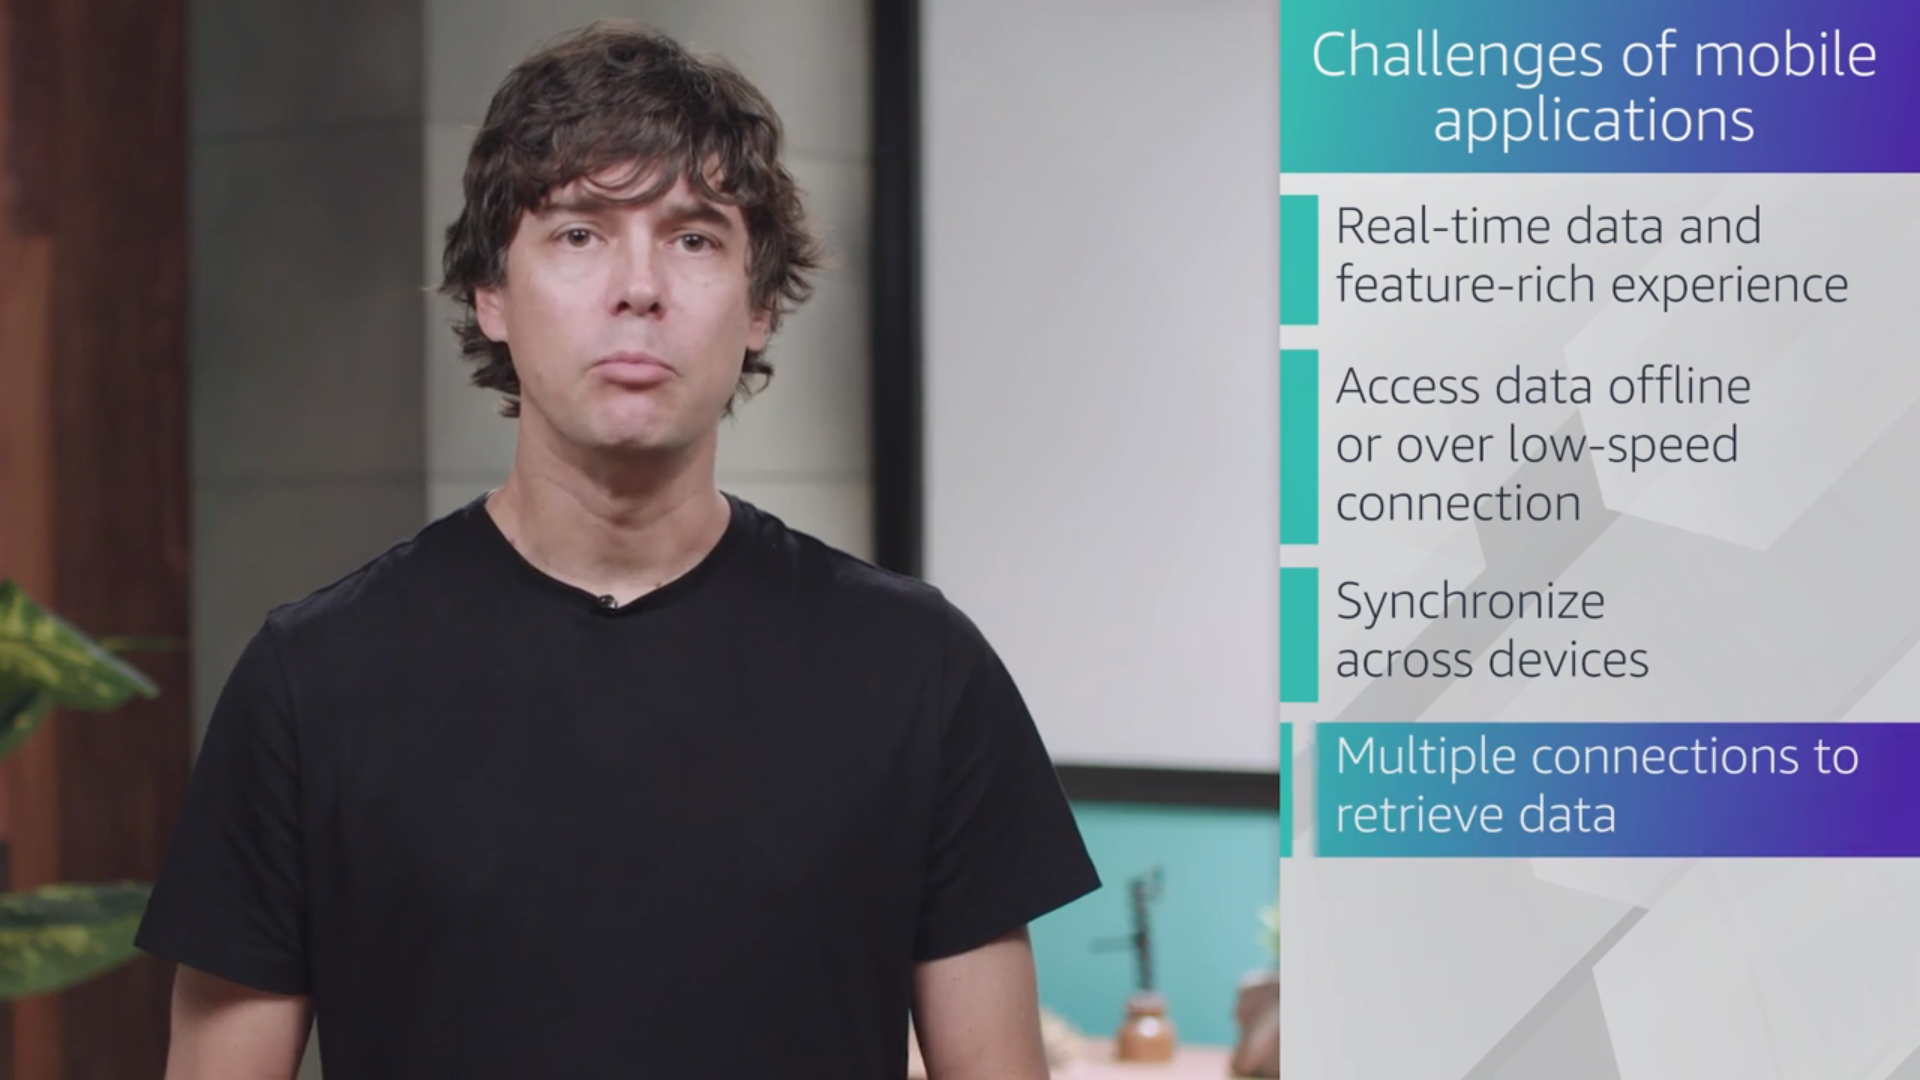 Challenges of mobile
applications
Real-time data and
feature-rich experience
Access data offline
or over low-speed
connection
Synchronize
across devices
Multiple connections to
retrieve data